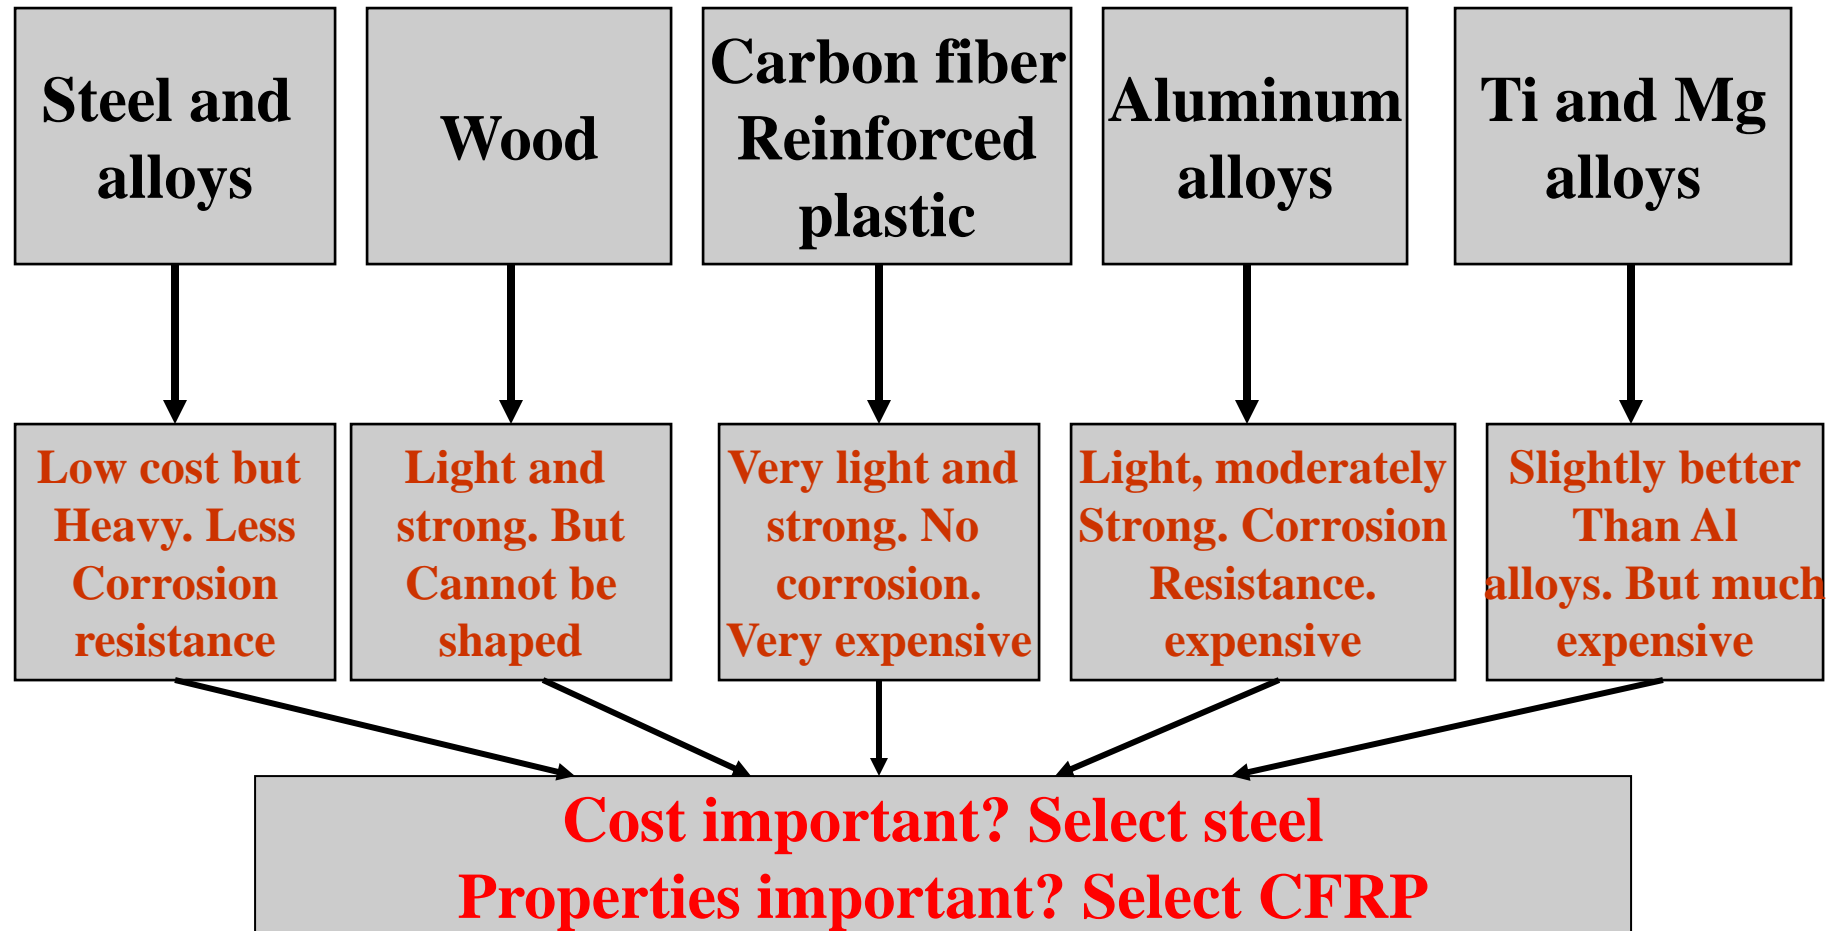 Steel and
alloys
Wood
Carbon fiber
Reinforced
plastic
Aluminum
alloys
Ti and Mg
alloys
Low cost but
Heavy. Less
Corrosion
resistance
Light and
strong. But
Cannot be
shaped
Very light and
strong. No
corrosion.
Very expensive
Light, moderately
Strong. Corrosion
Resistance.
expensive
Slightly better
Than Al
alloys. But much
expensive
Cost important? Select steel
Properties important? Select CFRP